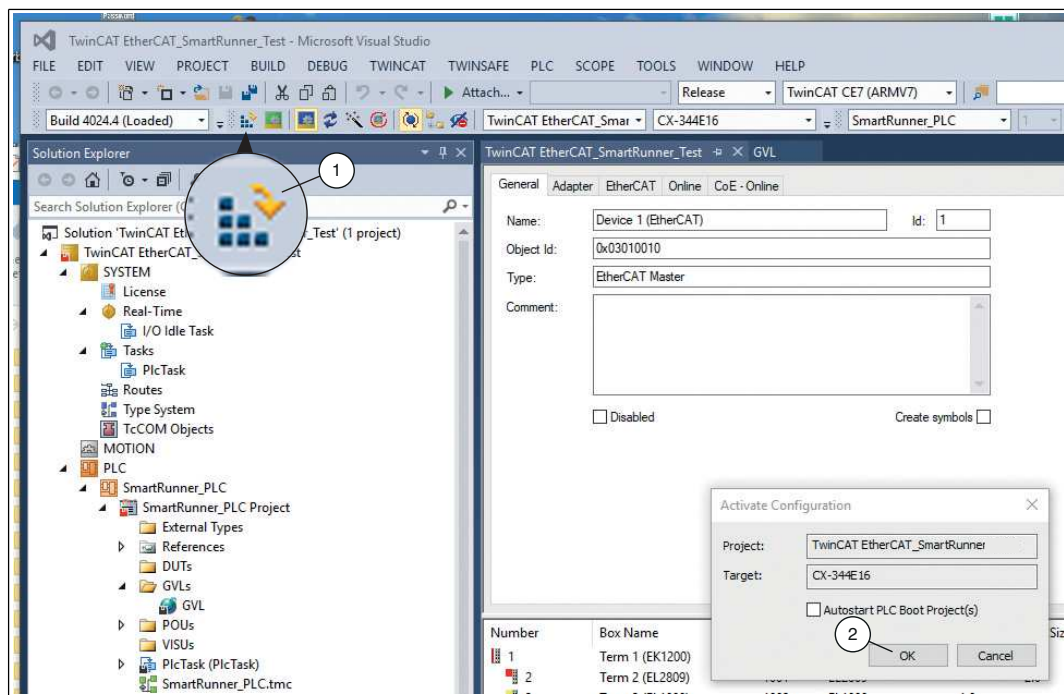 Password
TwinCAT EtherCAT_SmartRunner_Test - Microsoft Visual Studio
FILE EDIT VIEW PROJECT BUILD DEBUG TWINCAT TWINSAFE PLC SCOPE TOOLS WINDOW HELP
Attach... Release TwinCAT CE7 (ARMV7)
Build 4024.4 (Loaded) TwinCAT EtherCAT_Smar CX-344E16 SmartRunner_PLC 1
Solution Explorer
1
Search Solution Explorer (
Solution 'TwinCAT Et r_Test' (1 project)
TwinCAT EtherCAT_ st
SYSTEM
License
Real-Time
I/O Idle Task
Tasks
PlcTask
Routes
Type System
TcCOM Objects
MOTION
PLC
SmartRunner_PLC
SmartRunner_PLC Project
External Types
References
DUTs
GVLs
GVL
POUs
VISUs
PlcTask (PlcTask)
SmartRunner_PLC.tmc
TwinCAT EtherCAT_SmartRunner_Test GVL
General Adapter EtherCAT Online CoE - Online
Name: Device 1 (EtherCAT) Id: 1
Object Id: 0x03010010
Type: EtherCAT Master
Comment:
Disabled Create symbols
Activate Configuration
Project: TwinCAT EtherCAT_SmartRunner
Target: CX-344E16
Autostart PLC Boot Project(s)
2
OK Cancel
Number Box Name
1 Term 1 (EK1200)
2 Term 2 (EL2809)